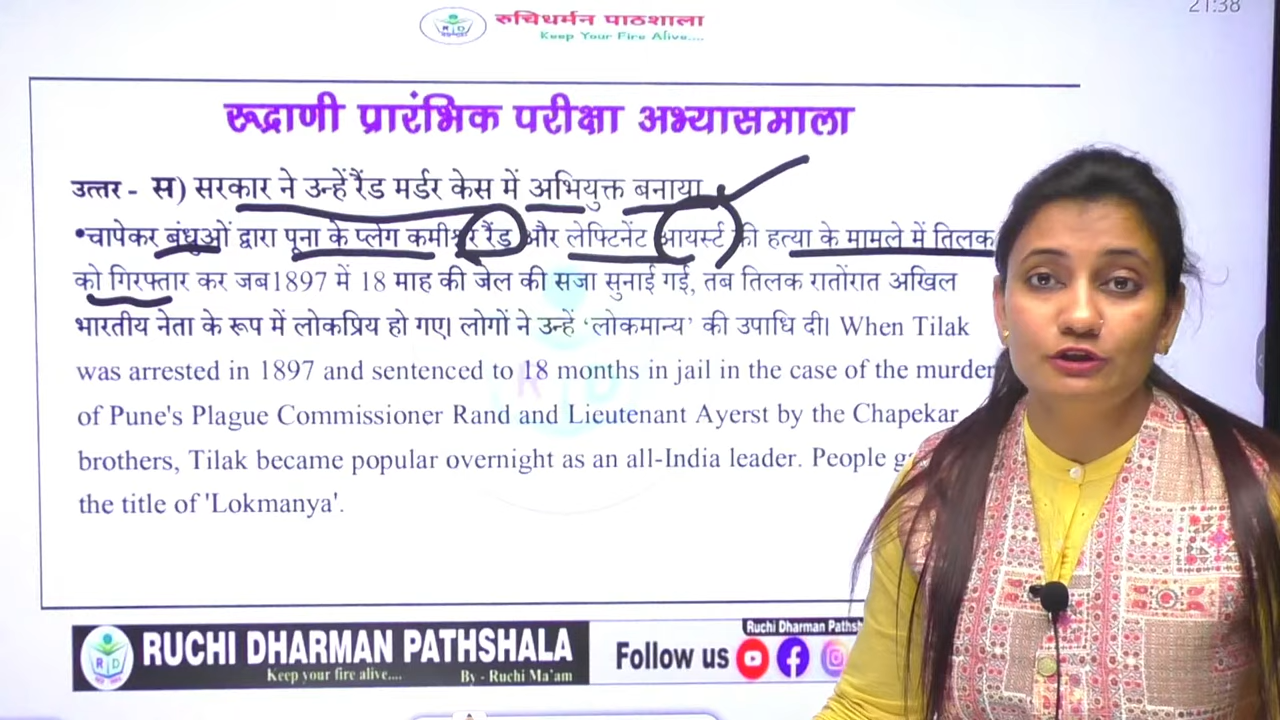 21:38
रुचिधर्मन पाठशाला
Keep Your Fire Alive....
रूद्राणी प्रारंभिक परीक्षा अभ्यासमाला
उत्तर - स) सरकार ने उन्हें रैंड मर्डर केस में अभियुक्त बनाया
•चापेकर बंधुओं द्वारा पूना के प्लेग कमीश्नर रैंड और लेफ्टिनेंट आयर्स्ट की हत्या के मामले में तिलक
को गिरफ्तार कर जब1897 में 18 माह की जेल की सजा सुनाई गई, तब तिलक रातोंरात अखिल
भारतीय नेता के रूप में लोकप्रिय हो गए। लोगों ने उन्हें ‘लोकमान्य’ की उपाधि दी। When Tilak
was arrested in 1897 and sentenced to 18 months in jail in the case of the murder
of Pune's Plague Commissioner Rand and Lieutenant Ayerst by the Chapekar
brothers, Tilak became popular overnight as an all-India leader. People
the title of 'Lokmanya'.
R D
RUCHI DHARMAN PATHSHALA
Keep your fire alive.... By - Ruchi Ma'am
Follow us
Ruchi Dharman